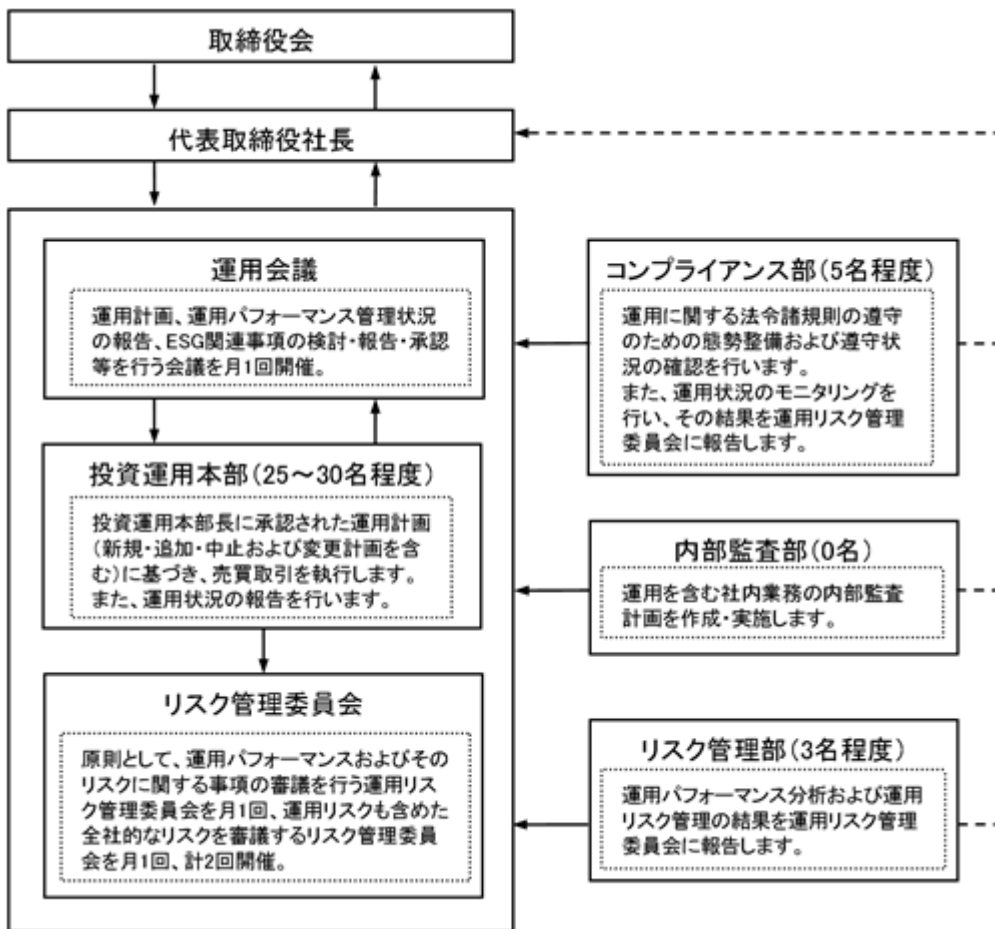 取締役会
代表取締役社長
運用会議
運用計画、運用パフォーマンス管理状況
の報告、ESG関連事項の検討・報告・承認
等を行う会議を月1回開催。
投資運用本部(25～30名程度)
投資運用本部長に承認された運用計画
(新規・追加・中止および変更計画を含
む)に基づき、売買取引を執行します。
また、運用状況の報告を行います。
リスク管理委員会
原則として、運用パフォーマンスおよびその
リスクに関する事項の審議を行う運用リス
ク管理委員会を月1回、運用リスクも含めた
全社的なリスクを審議するリスク管理委員
会を月1回、計2回開催。
コンプライアンス部(5名程度)
運用に関する法令諸規則の遵守
のための態勢整備および遵守状
況の確認を行います。
また、運用状況のモニタリングを
行い、その結果を運用リスク管理
委員会に報告します。
内部監査部(0名)
運用を含む社内業務の内部監査
計画を作成・実施します。
リスク管理部(3名程度)
運用パフォーマンス分析および運用
リスク管理の結果を運用リスク管理
委員会に報告します。